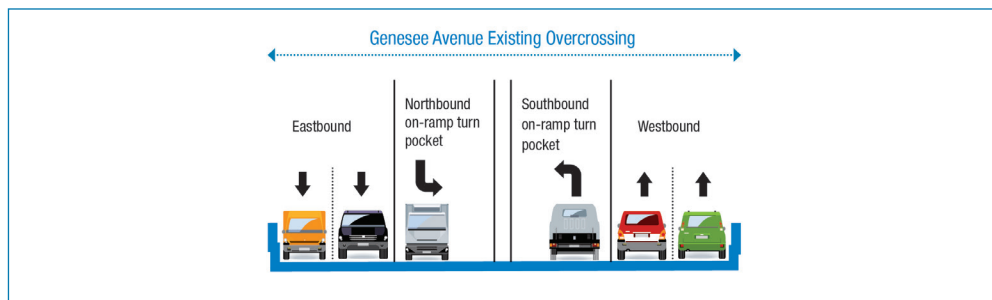 Genesee Avenue Existing Overcrossing
Eastbound
Northbound
on-ramp turn
pocket
Southbound
on-ramp turn
pocket
Westbound